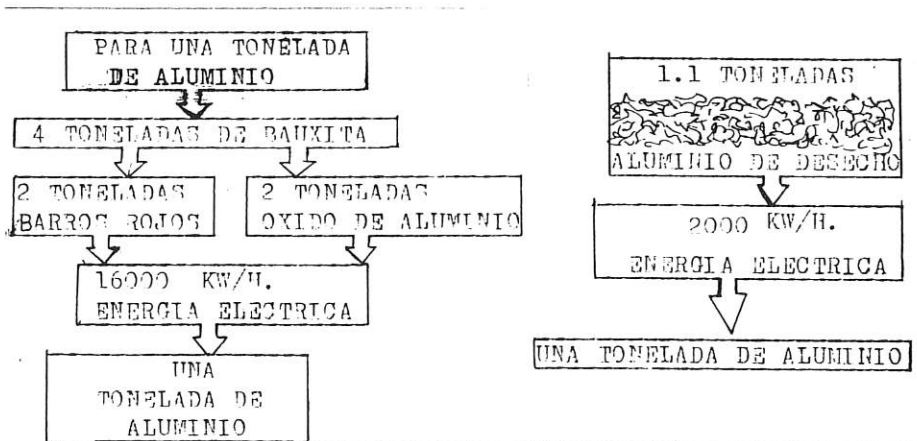 PARA UNA TONELADA
DE ALUMINIO
4 TONELADAS DE BAUXITA
2 TONELADAS
BARROS ROJOS
2 TONELADAS
OXIDO DE ALUMINIO
16000 KW/H.
ENERGIA ELECTRICA
UNA
TONELADA DE
ALUMINIO
1.1 TONELADAS
ALUMINIO DE DESECHO
2000 KW/H.
ENERGIA ELECTRICA
UNA TONELADA DE ALUMINIO